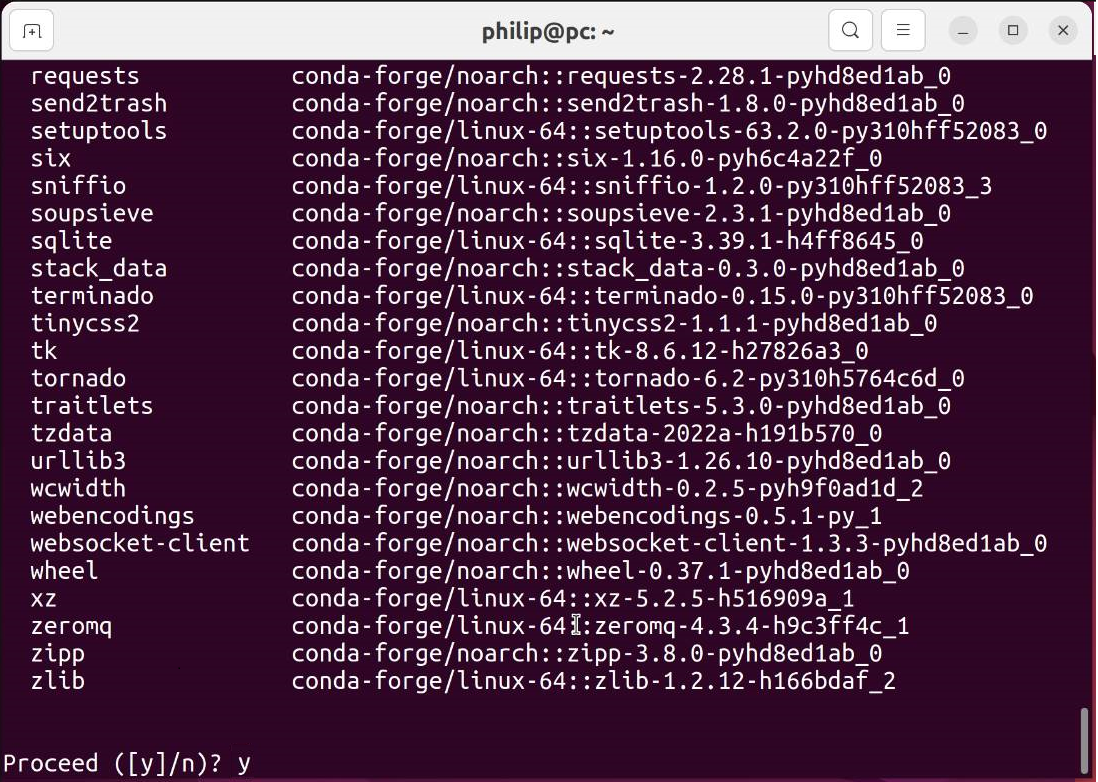 philip@pc: ~
requests conda-forge/noarch::requests-2.28.1-pyhd8ed1ab_0
send2trash conda-forge/noarch::send2trash-1.8.0-pyhd8ed1ab_0
setuptools conda-forge/linux-64::setuptools-63.2.0-py310hff52083_0
six conda-forge/noarch::six-1.16.0-pyh6c4a22f_0
sniffio conda-forge/linux-64::sniffio-1.2.0-py310hff52083_3
soupsieve conda-forge/noarch::soupsieve-2.3.1-pyhd8ed1ab_0
sqlite conda-forge/linux-64::sqlite-3.39.1-h4ff8645_0
stack_data conda-forge/noarch::stack_data-0.3.0-pyhd8ed1ab_0
terminado conda-forge/linux-64::terminado-0.15.0-py310hff52083_0
tinycss2 conda-forge/noarch::tinycss2-1.1.1-pyhd8ed1ab_0
tk conda-forge/linux-64::tk-8.6.12-h27826a3_0
tornado conda-forge/linux-64::tornado-6.2-py310h5764c6d_0
traitlets conda-forge/noarch::traitlets-5.3.0-pyhd8ed1ab_0
tzdata conda-forge/noarch::tzdata-2022a-h191b570_0
urllib3 conda-forge/noarch::urllib3-1.26.10-pyhd8ed1ab_0
wcwidth conda-forge/noarch::wcwidth-0.2.5-pyh9f0ad1d_2
webencodings conda-forge/noarch::webencodings-0.5.1-py_1
websocket-client conda-forge/noarch::websocket-client-1.3.3-pyhd8ed1ab_0
wheel conda-forge/noarch::wheel-0.37.1-pyhd8ed1ab_0
xz conda-forge/linux-64::xz-5.2.5-h516909a_1
zeromq conda-forge/linux-64::zeromq-4.3.4-h9c3ff4c_1
zipp conda-forge/noarch::zipp-3.8.0-pyhd8ed1ab_0
zlib conda-forge/linux-64::zlib-1.2.12-h166bdaf_2
Proceed ([y]/n)? y